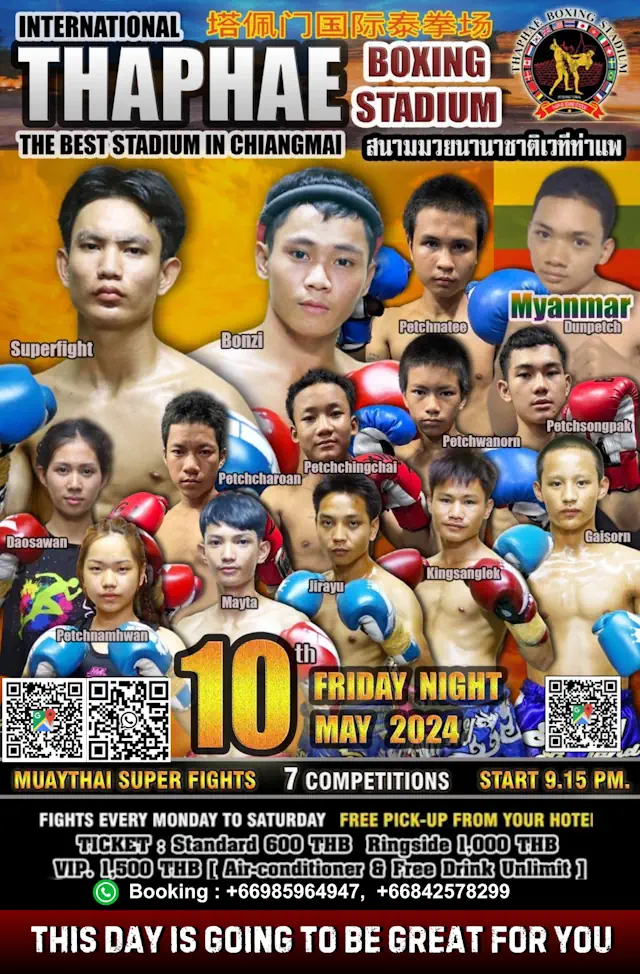 INTERNATIONAL 塔佩门国际泰拳场
THAPHAE BOXING STADIUM
THE BEST STADIUM IN CHIANGMAI สนามมวยนานาชาติเวทีท่าแพ
THAPHAE BOXING STADIUM
Superfight
Bonzi
Petchnatee
Myanmar
Dunpetch
Petchsongpak
Petchwanorn
Petchchingchai
Petchcharoan
Daosawan
Gaisorn
Kingsanglek
Jirayu
Mayta
Petchnamhwan
10th
FRIDAY NIGHT
MAY 2024
MUAYTHAI SUPER FIGHTS 7 COMPETITIONS START 9.15 PM.
FIGHTS EVERY MONDAY TO SATURDAY FREE PICK-UP FROM YOUR HOTEl
TICKET : Standard 600 THB Ringside 1,000 THB
VIP. 1,500 THB [ Air-conditioner & Free Drink Unlimit ]
Booking : +66985964947, +66842578299
THIS DAY IS GOING TO BE GREAT FOR YOU